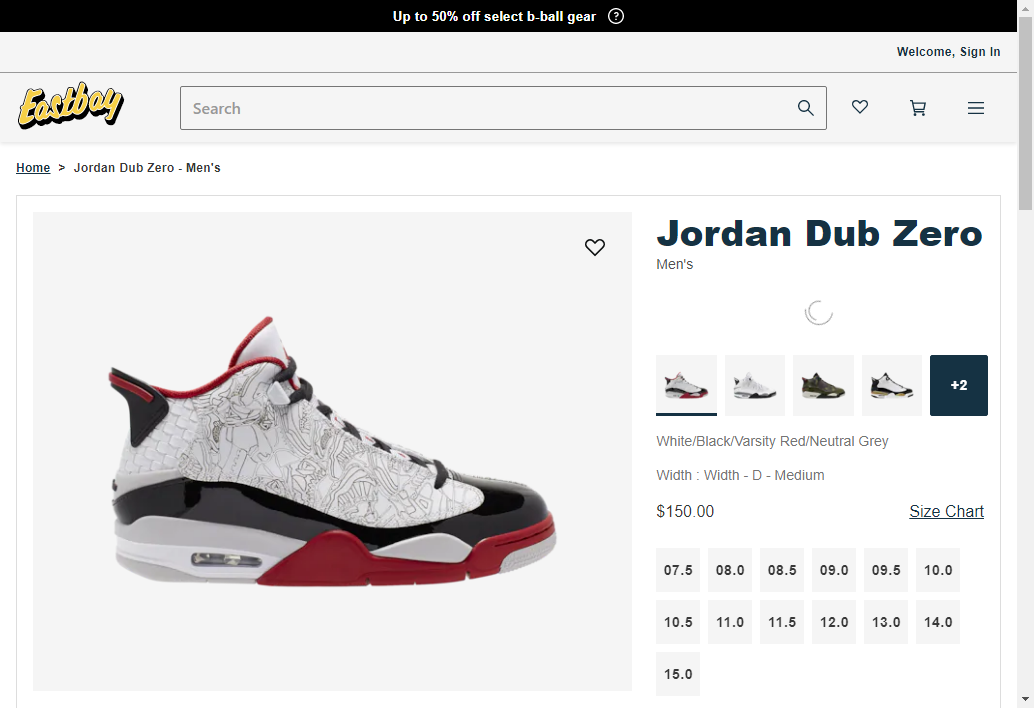 Up to 50% off select b-ball gear ?
Welcome, Sign In
Eastbay
Search
Home > Jordan Dub Zero - Men's
Jordan Dub Zero
Men's
+2
White/Black/Varsity Red/Neutral Grey
Width : Width - D - Medium
$150.00 Size Chart
07.5 08.0 08.5 09.0 09.5 10.0
10.5 11.0 11.5 12.0 13.0 14.0
15.0